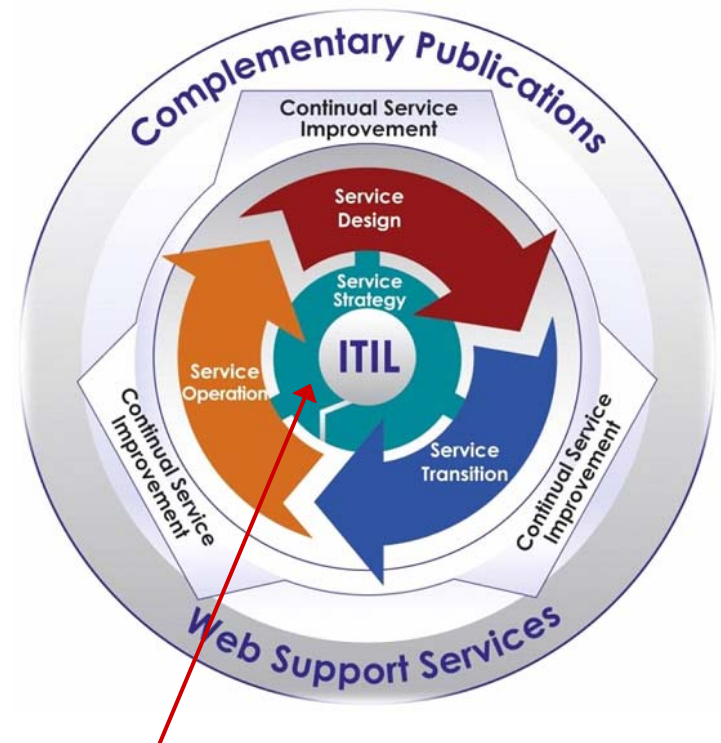 Complementary Publications
Continual Service
Improvement
Service
Design
Service
Strategy
ITIL
Service
Operation
Service
Transition
Continual Service
Improvement
Continual Service
Improvement
Web Support Services